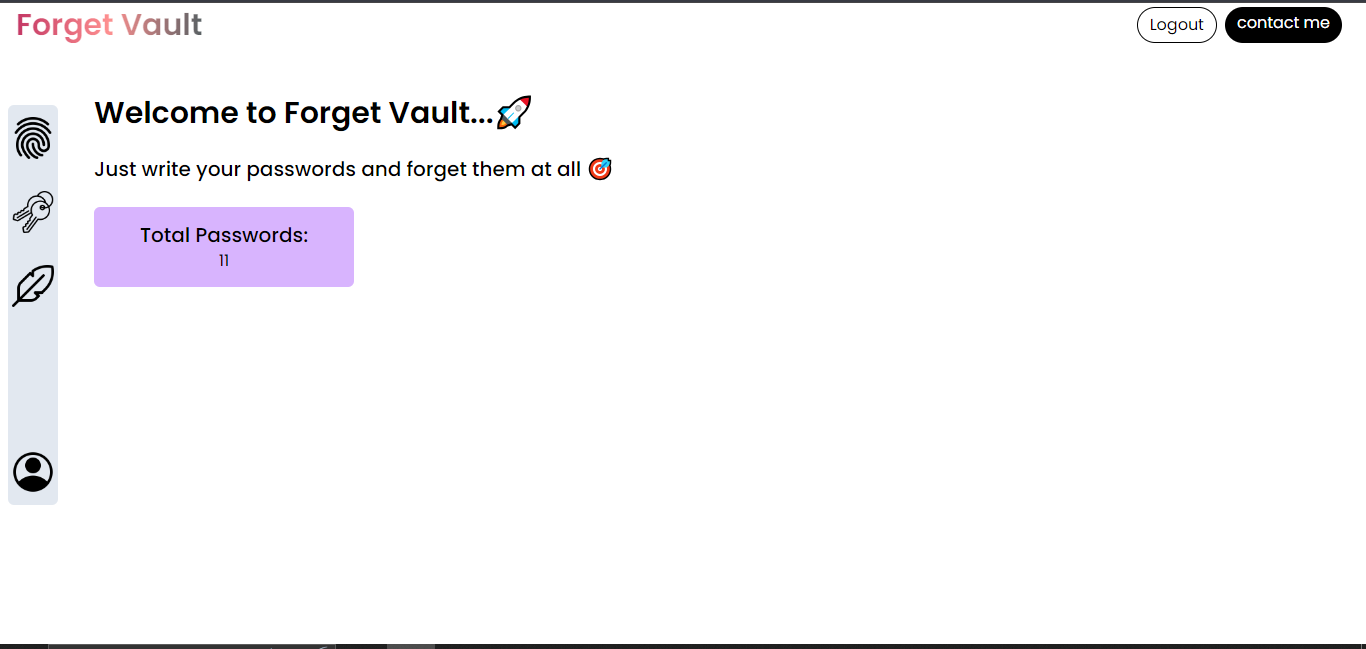 Forget Vault
Logout
contact me
Welcome to Forget Vault...🚀
Just write your passwords and forget them at all 🎯
Total Passwords:
11